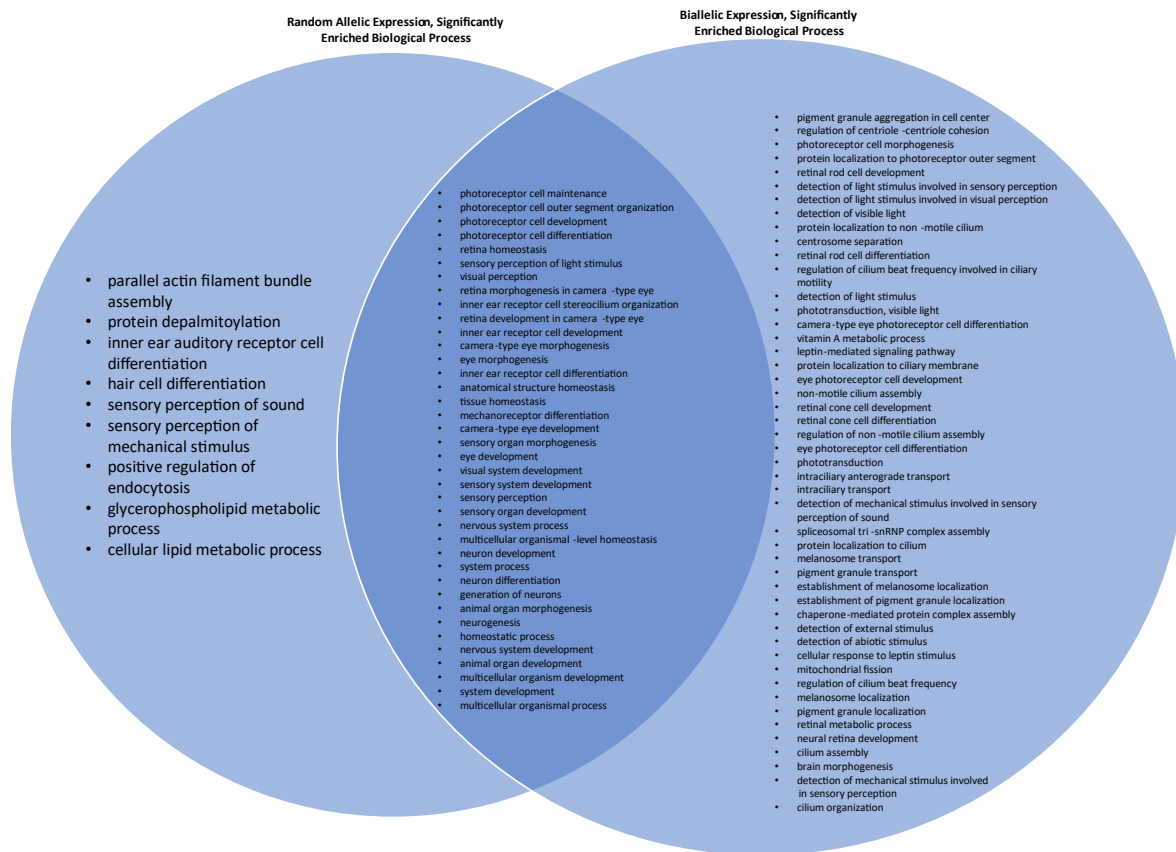 Random Allelic Expression, Significantly
Enriched Biological Process
Biallelic Expression, Significantly
Enriched Biological Process
• parallel actin filament bundle
assembly
• protein depalmitoylation
• inner ear auditory receptor cell
differentiation
• hair cell differentiation
• sensory perception of sound
• sensory perception of
mechanical stimulus
• positive regulation of
endocytosis
• glycerophospholipid metabolic
process
• cellular lipid metabolic process
• photoreceptor cell maintenance
• photoreceptor cell outer segment organization
• photoreceptor cell development
• photoreceptor cell differentiation
• retina homeostasis
• sensory perception of light stimulus
• visual perception
• retina morphogenesis in camera -type eye
• inner ear receptor cell stereocilium organization
• retina development in camera -type eye
• inner ear receptor cell development
• camera-type eye morphogenesis
• eye morphogenesis
• inner ear receptor cell differentiation
• anatomical structure homeostasis
• tissue homeostasis
• mechanoreceptor differentiation
• camera-type eye development
• sensory organ morphogenesis
• eye development
• visual system development
• sensory system development
• sensory perception
• sensory organ development
• nervous system process
• multicellular organismal -level homeostasis
• neuron development
• system process
• neuron differentiation
• generation of neurons
• animal organ morphogenesis
• neurogenesis
• homeostatic process
• nervous system development
• animal organ development
• multicellular organism development
• system development
• multicellular organismal process
• pigment granule aggregation in cell center
• regulation of centriole -centriole cohesion
• photoreceptor cell morphogenesis
• protein localization to photoreceptor outer segment
• retinal rod cell development
• detection of light stimulus involved in sensory perception
• detection of light stimulus involved in visual perception
• detection of visible light
• protein localization to non -motile cilium
• centrosome separation
• retinal rod cell differentiation
• regulation of cilium beat frequency involved in ciliary
motility
• detection of light stimulus
• phototransduction, visible light
• camera-type eye photoreceptor cell differentiation
• vitamin A metabolic process
• leptin-mediated signaling pathway
• protein localization to ciliary membrane
• eye photoreceptor cell development
• non-motile cilium assembly
• retinal cone cell development
• retinal cone cell differentiation
• regulation of non -motile cilium assembly
• eye photoreceptor cell differentiation
• phototransduction
• intraciliary anterograde transport
• intraciliary transport
• detection of mechanical stimulus involved in sensory
perception of sound
• spliceosomal tri -snRNP complex assembly
• protein localization to cilium
• melanosome transport
• pigment granule transport
• establishment of melanosome localization
• establishment of pigment granule localization
• chaperone-mediated protein complex assembly
• detection of external stimulus
• detection of abiotic stimulus
• cellular response to leptin stimulus
• mitochondrial fission
• regulation of cilium beat frequency
• melanosome localization
• pigment granule localization
• retinal metabolic process
• neural retina development
• cilium assembly
• brain morphogenesis
• detection of mechanical stimulus involved
in sensory perception
• cilium organization